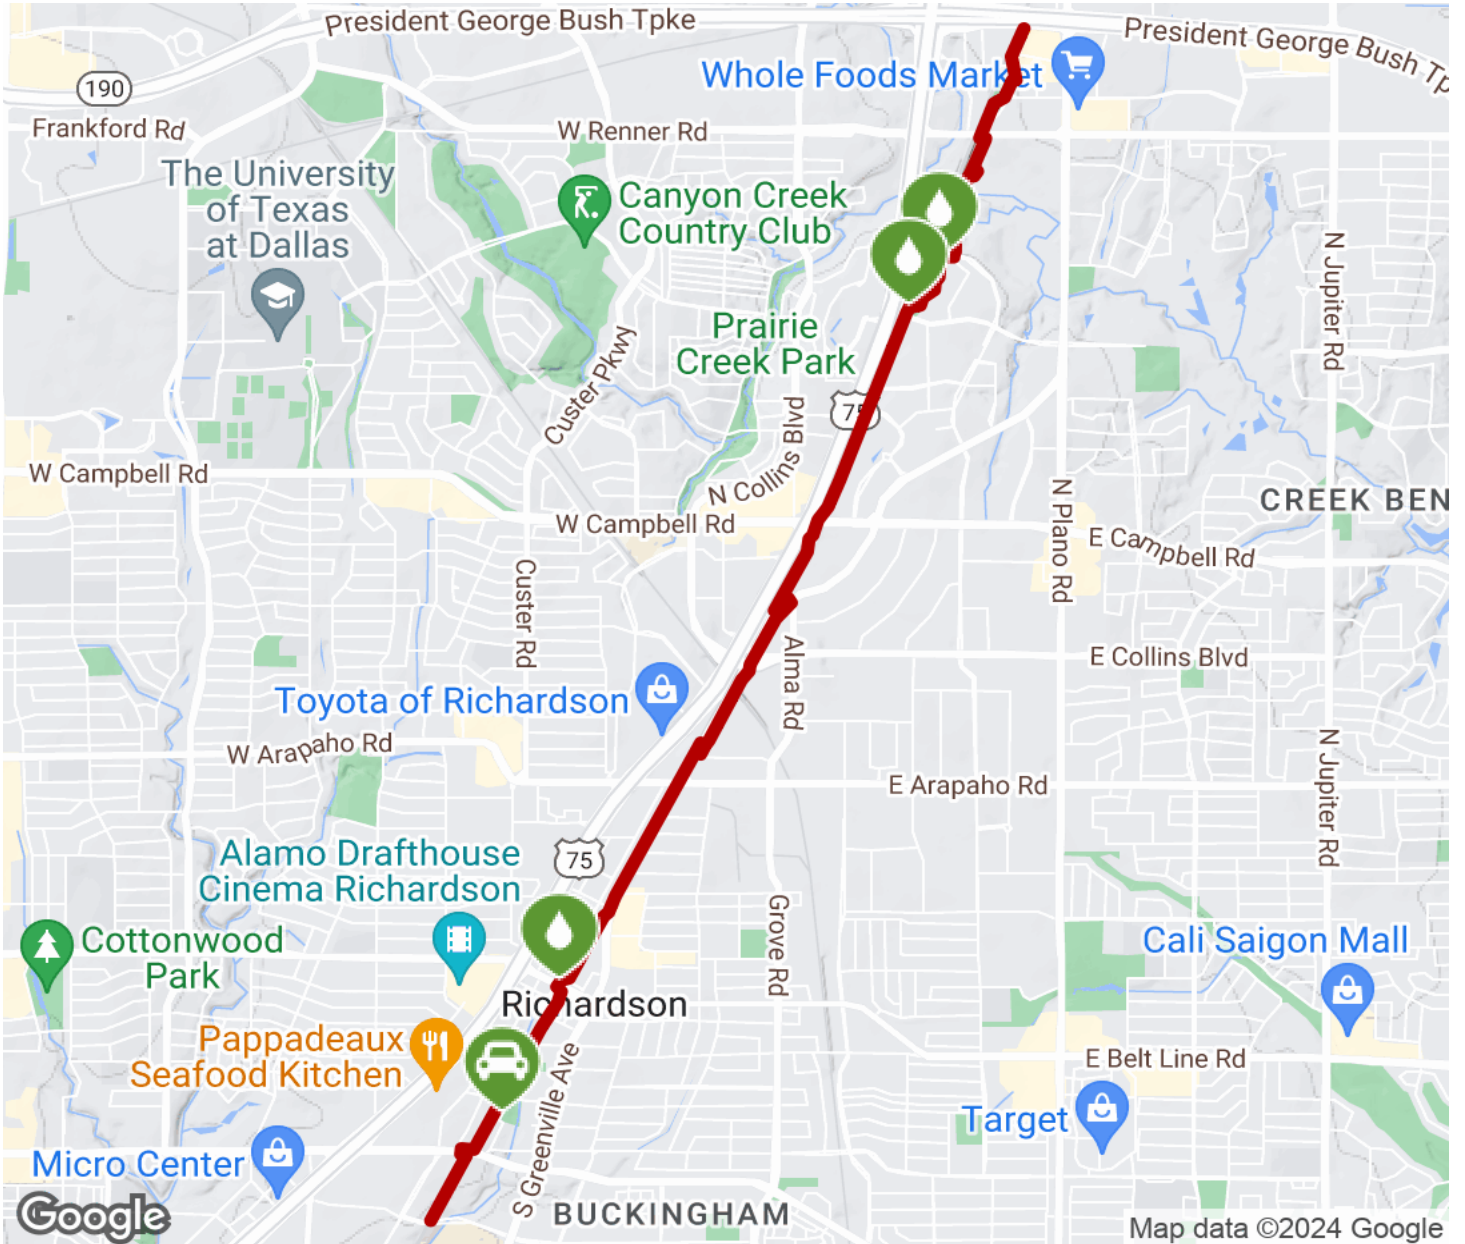 President George Bush Tpke
President George Bush Tp
Whole Foods Market
190
Frankford Rd
W Renner Rd
The University
of Texas
at Dallas
Canyon Creek
Country Club
N Jupiter Rd
Prairie
Creek Park
Custer Pkwy
75
N Collins Blvd
W Campbell Rd
N Plano Rd
CREEK BEN
W Campbell Rd
E Campbell Rd
Custer Rd
Alma Rd
E Collins Blvd
Toyota of Richardson
W Arapaho Rd
N Jupiter Rd
E Arapaho Rd
Alamo Drafthouse
Cinema Richardson
75
Grove Rd
Cottonwood
Park
Cali Saigon Mall
Richardson
Pappadeaux
Seafood Kitchen
S Greenville Ave
E Belt Line Rd
Target
Micro Center
BUCKINGHAM
Google
Map data ©2024 Google